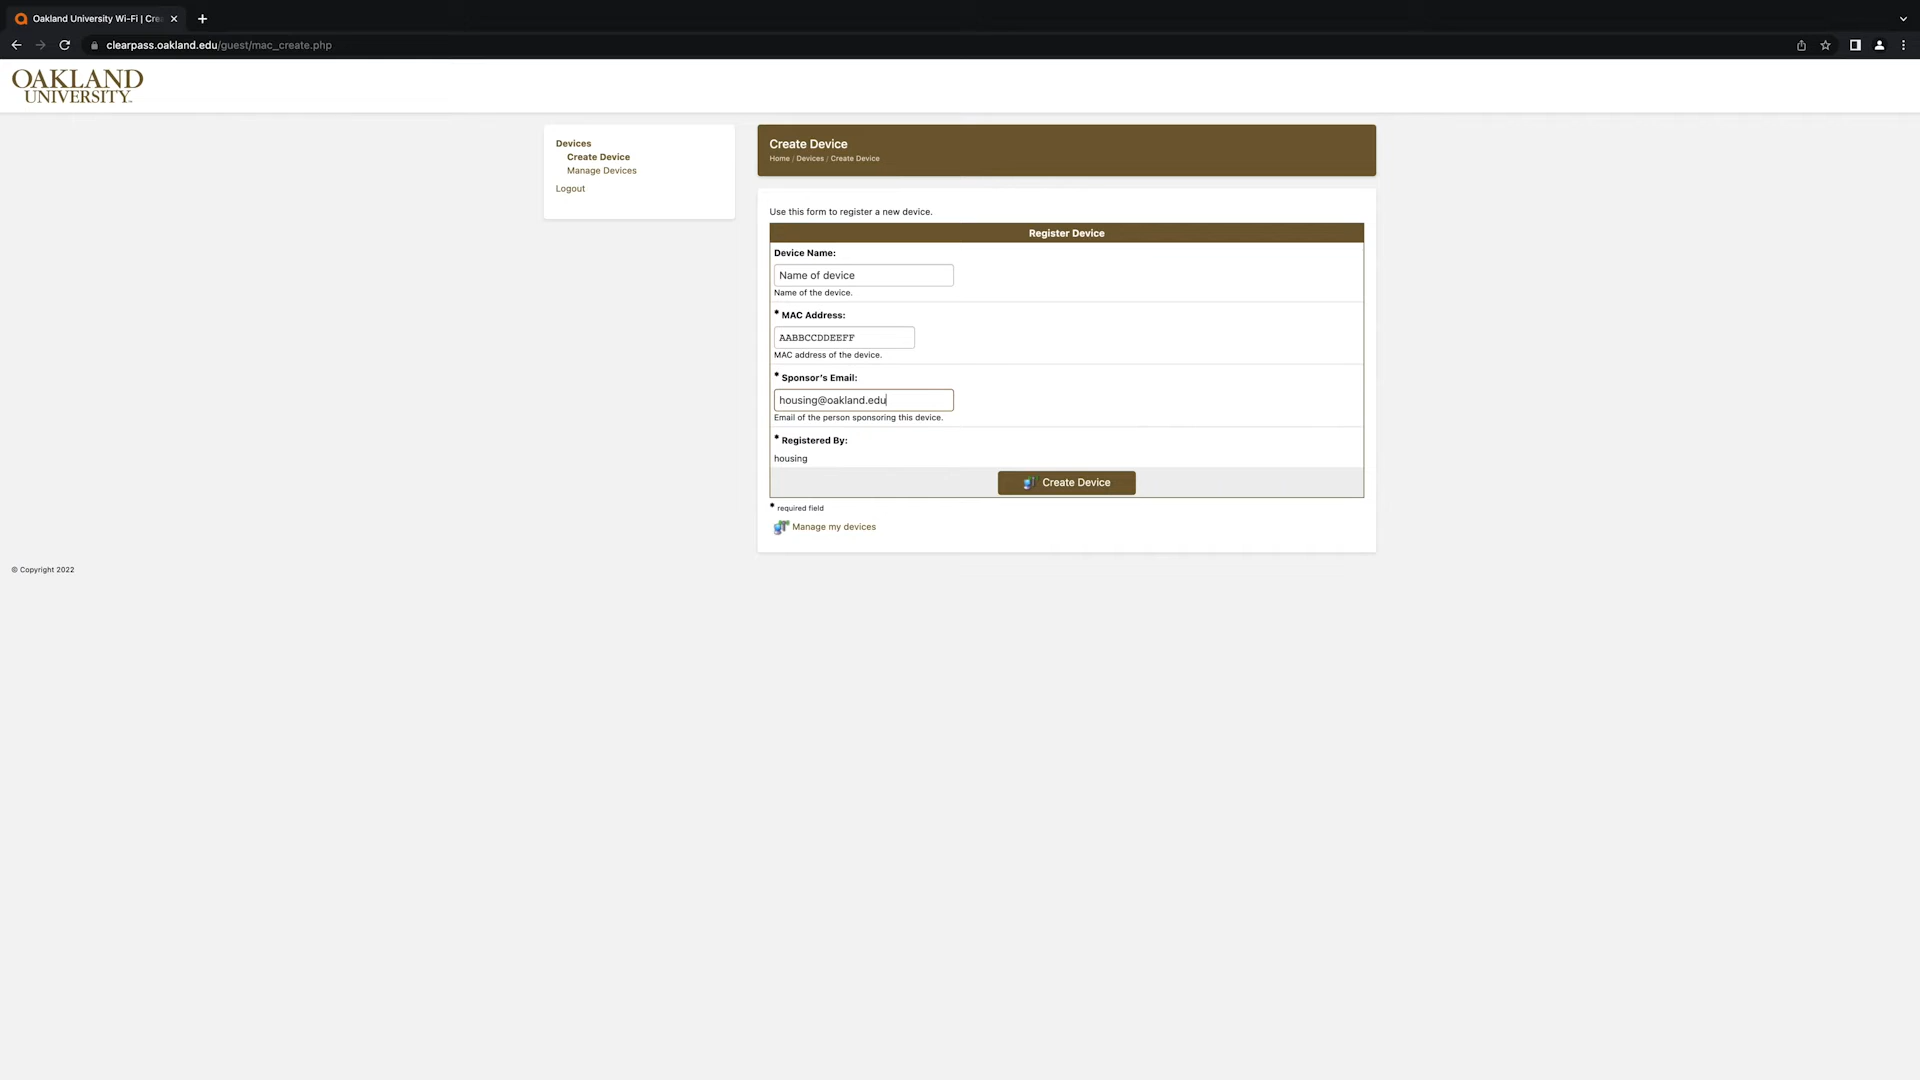 Oakland University Wi-Fi | Cre
clearpass.oakland.edu/guest/mac_create.php
OAKLAND
UNIVERSITY™
Devices
Create Device
Manage Devices
Logout
Create Device
Home / Devices / Create Device
Use this form to register a new device.
Register Device
Device Name:
Name of device
Name of the device.
* MAC Address:
AABBCCDDEEFF
MAC address of the device.
* Sponsor's Email:
housing@oakland.edu
Email of the person sponsoring this device.
* Registered By:
housing
Create Device
* required field
Manage my devices
© Copyright 2022